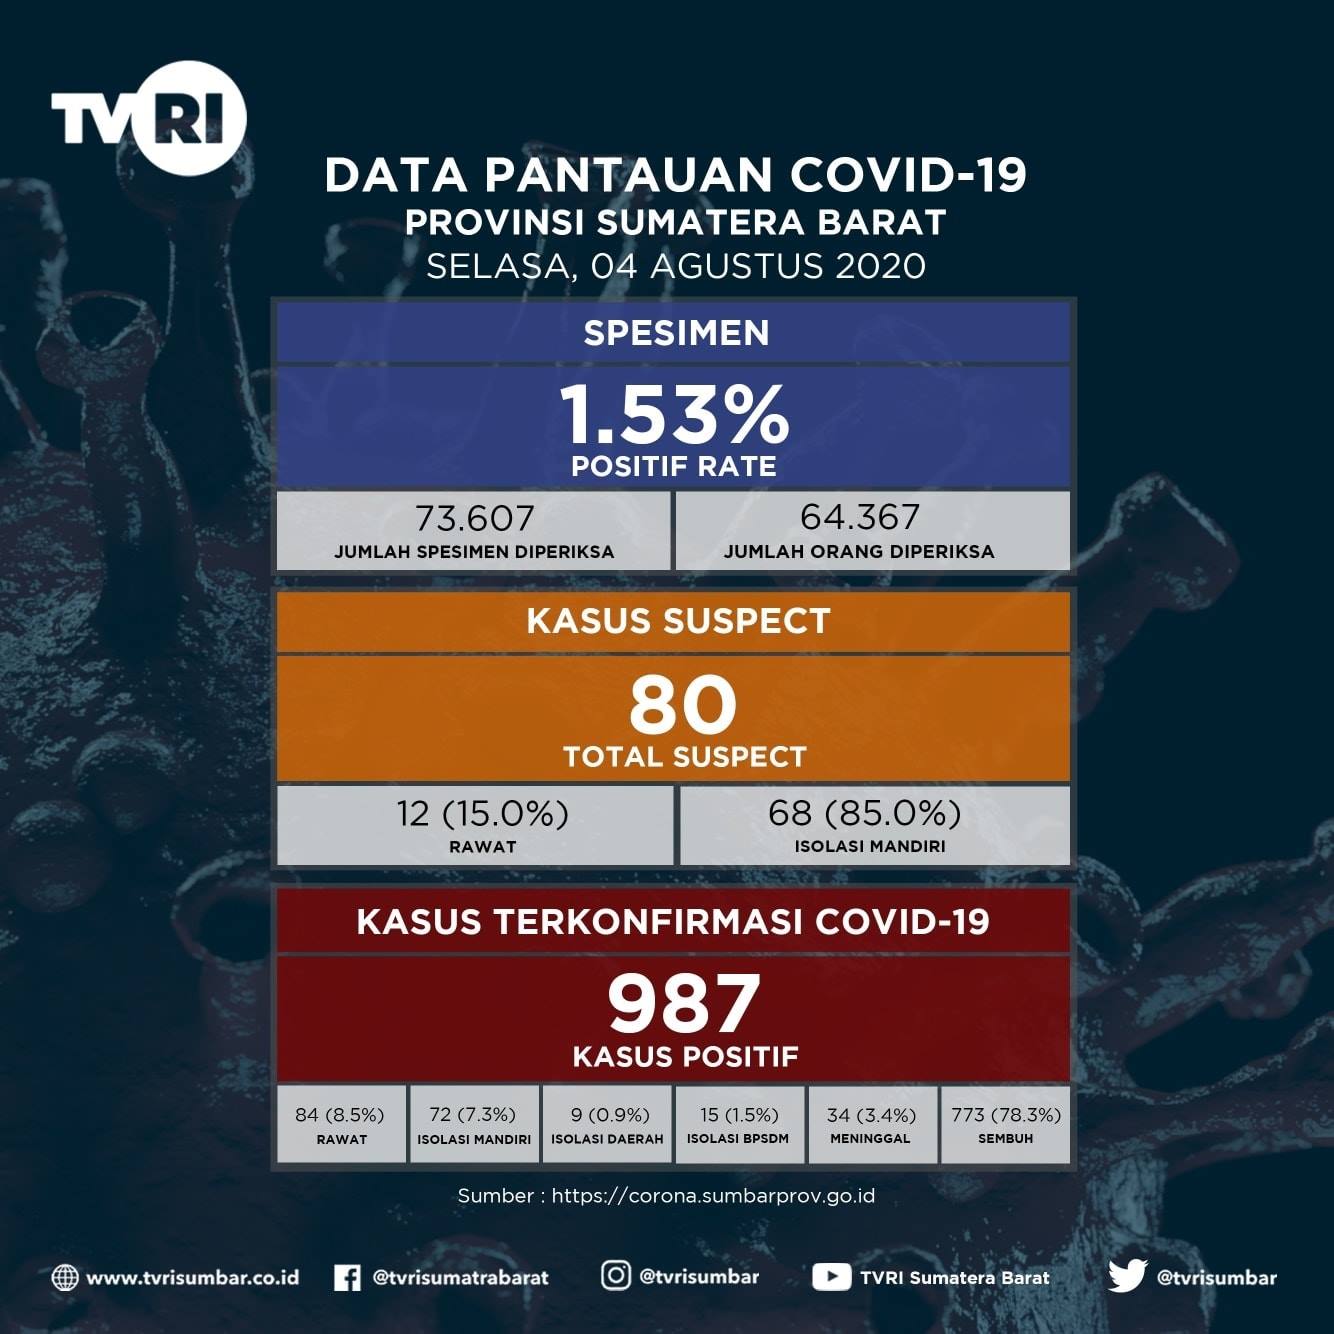 TVRI
DATA PANTAUAN COVID-19
PROVINSI SUMATERA BARAT
SELASA, 04 AGUSTUS 2020
SPESIMEN
1.53%
POSITIF RATE
73.607
JUMLAH SPESIMEN DIPERIKSA
64.367
JUMLAH ORANG DIPERIKSA
KASUS SUSPECT
80
TOTAL SUSPECT
12 (15.0%)
RAWAT
68 (85.0%)
ISOLASI MANDIRI
KASUS TERKONFIRMASI COVID-19
987
KASUS POSITIF
84 (8.5%)
RAWAT
72 (7.3%)
ISOLASI MANDIRI
9 (0.9%)
ISOLASI DAERAH
15 (1.5%)
ISOLASI BPSDM
34 (3.4%)
MENINGGAL
773 (78.3%)
SEMBUH
Sumber : https://corona.sumbarprov.go.id
www.tvrisumbar.co.id
@tvrisumatrabarat
@tvrisumbar
TVRI Sumatera Barat
@tvrisumbar